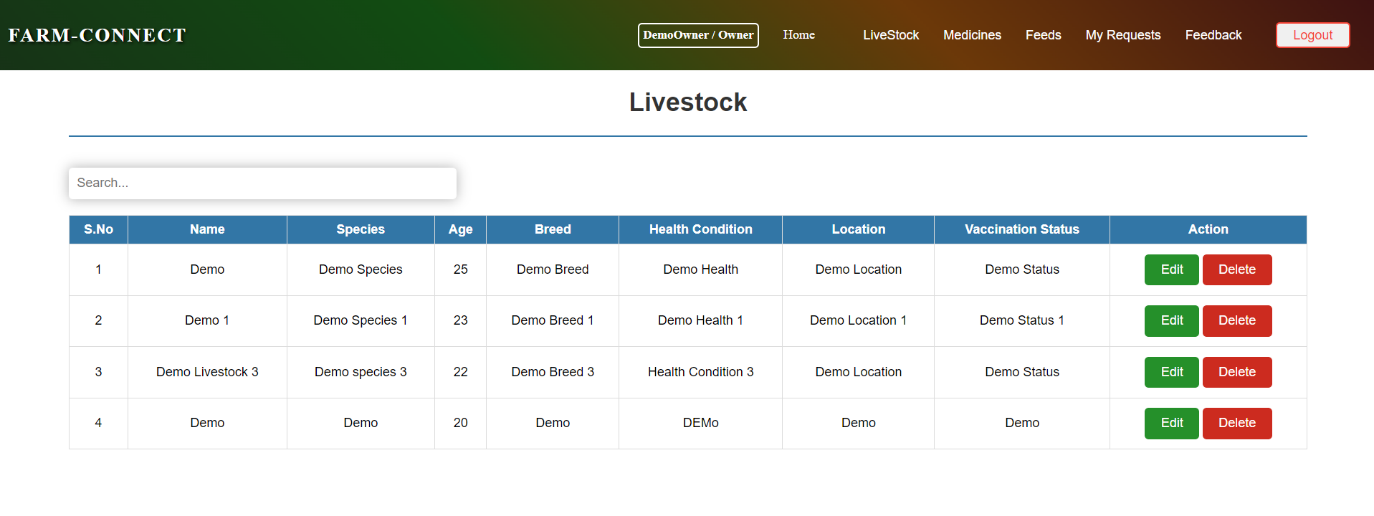 FARM-CONNECT DemoOwner / Owner Home LiveStock Medicines Feeds My Requests Feedback Logout
Livestock
Search...
S.No Name Species Age Breed Health Condition Location Vaccination Status Action
1 Demo Demo Species 25 Demo Breed Demo Health Demo Location Demo Status Edit Delete
2 Demo 1 Demo Species 1 23 Demo Breed 1 Demo Health 1 Demo Location 1 Demo Status 1 Edit Delete
3 Demo Livestock 3 Demo species 3 22 Demo Breed 3 Health Condition 3 Demo Location Demo Status Edit Delete
4 Demo Demo 20 Demo DEMo Demo Demo Edit Delete